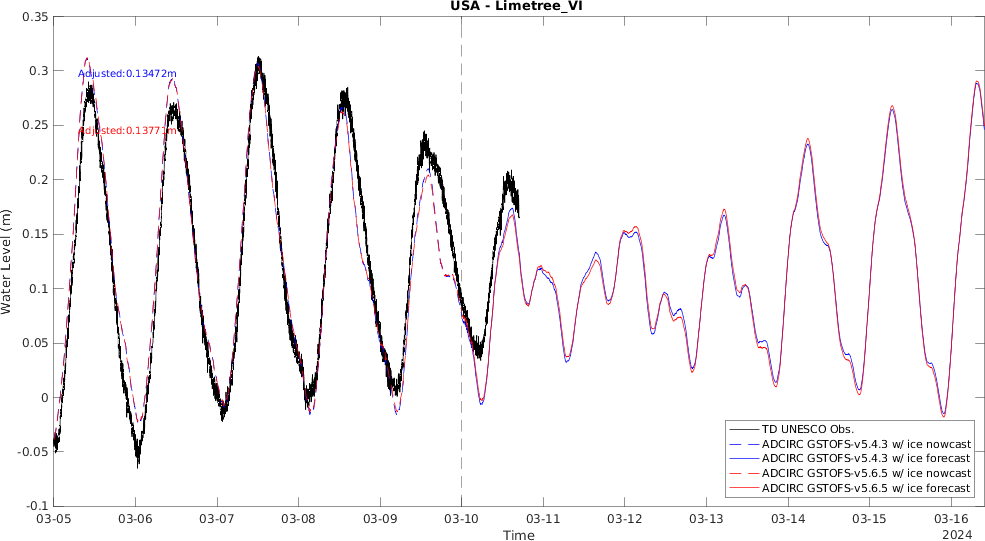 USA - Limetree_VI
0.35
0.3
0.25
0.2
0.15
0.1
0.05
0
-0.05
-0.1
Water Level (m)
Adjusted:0.13472m
Adjusted:0.13771m
TD UNESCO Obs.
ADCIRC GSTOFS-v5.4.3 w/ ice nowcast
ADCIRC GSTOFS-v5.4.3 w/ ice forecast
ADCIRC GSTOFS-v5.6.5 w/ ice nowcast
ADCIRC GSTOFS-v5.6.5 w/ ice forecast
03-05 03-06 03-07 03-08 03-09 03-10 03-11 03-12 03-13 03-14 03-15 03-16
Time 2024